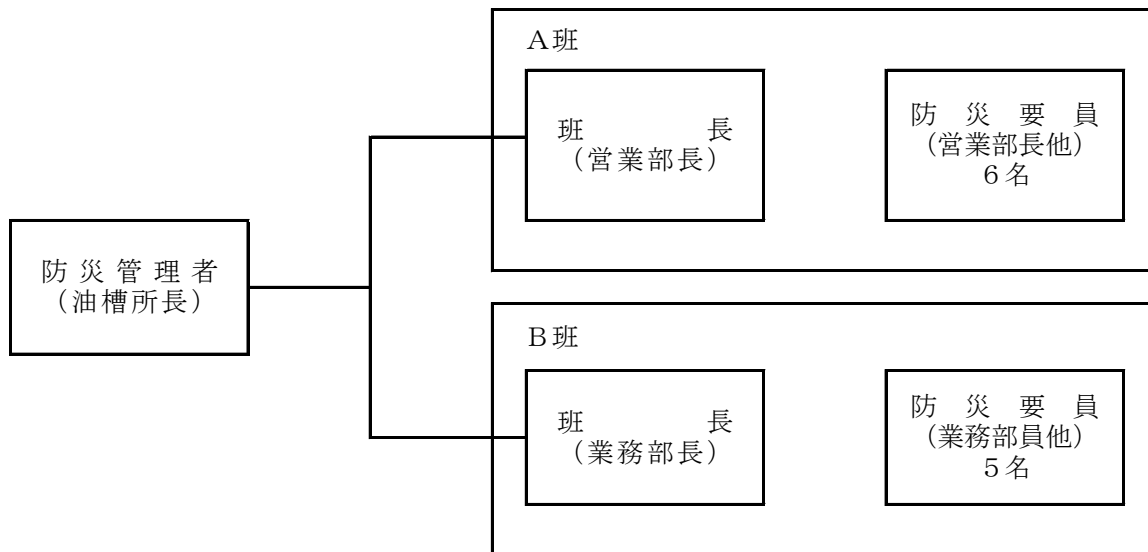 A班
班長
(営業部長)
防災要員
(営業部長他)
6名
防災管理者
(油槽所長)
B班
班長
(業務部長)
防災要員
(業務部員他)
5名